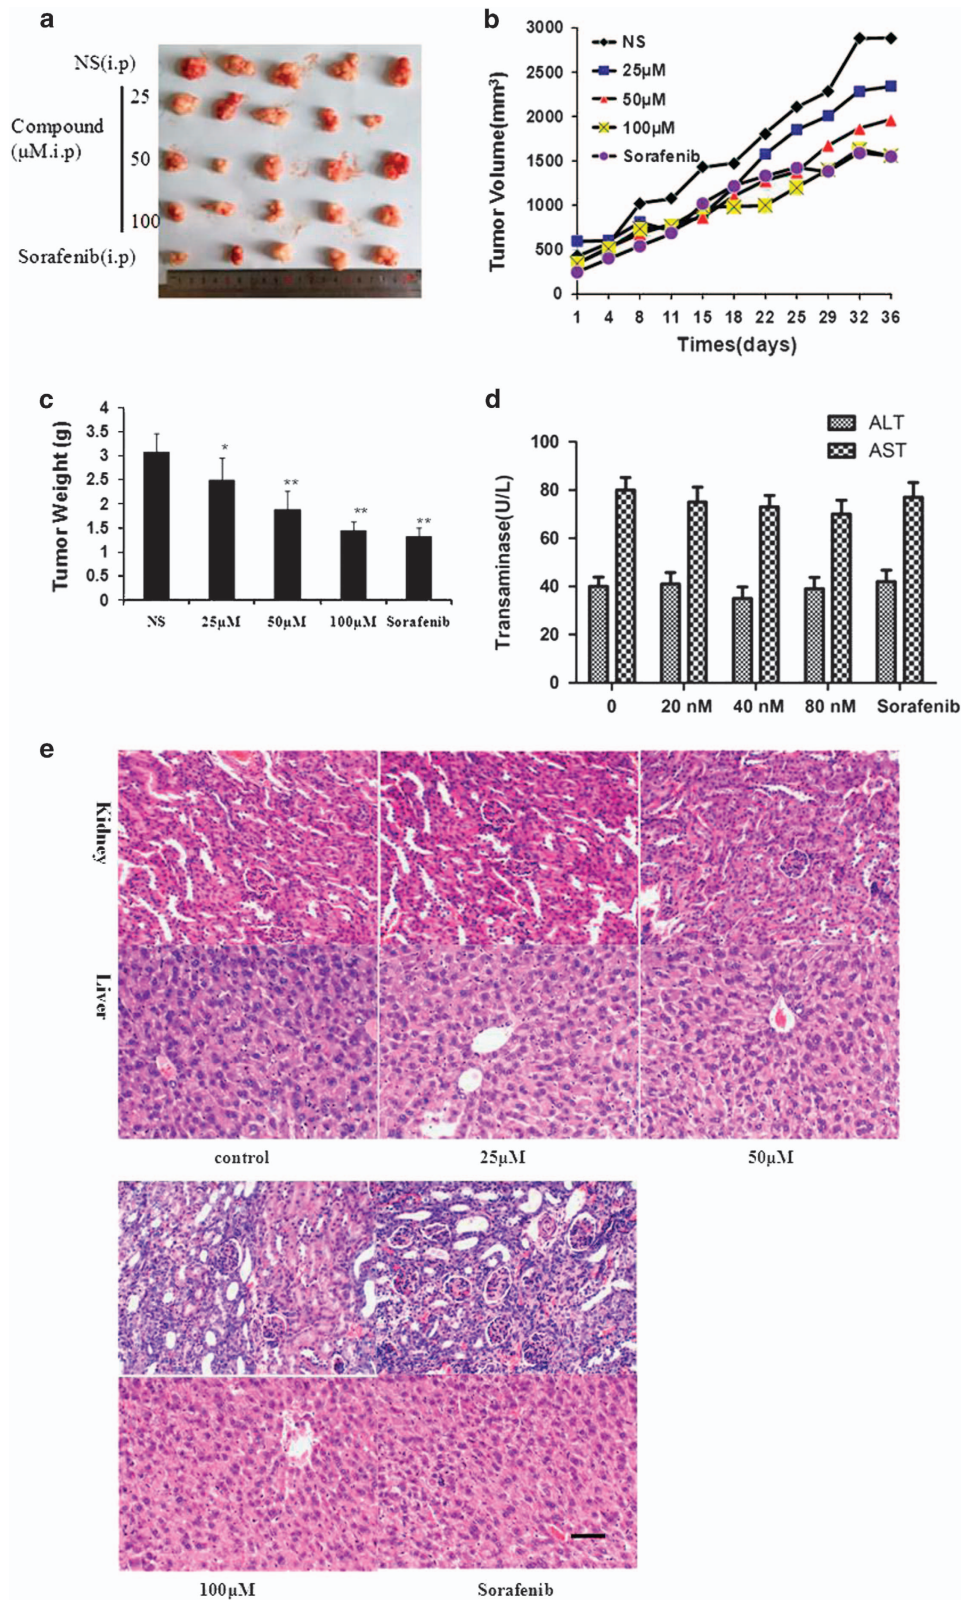 a
NS(i.p)
25
Compound
(µM.i.p)
50
100
Sorafenib(i.p)
b
3000
2500
2000
1500
1000
500
0
Tumor Volume(mm³)
NS
25µM
50µM
100µM
Sorafenib
1 4 8 11 15 18 22 25 29 32 36
Times(days)
c
4
3.5
3
2.5
2
1.5
1
0.5
0
Tumor Weight (g)
*
**
**
**
NS 25µM 50µM 100µM Sorafenib
d
ALT
AST
100
80
60
40
20
0
Transaminase(U/L)
0 20 nM 40 nM 80 nM Sorafenib
e
Kidney
Liver
control 25µM 50µM
100µM Sorafenib